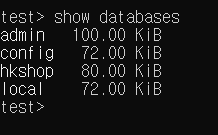 test> show databases
admin   100.00 KiB
config   72.00 KiB
hkshop   80.00 KiB
local    72.00 KiB
test>